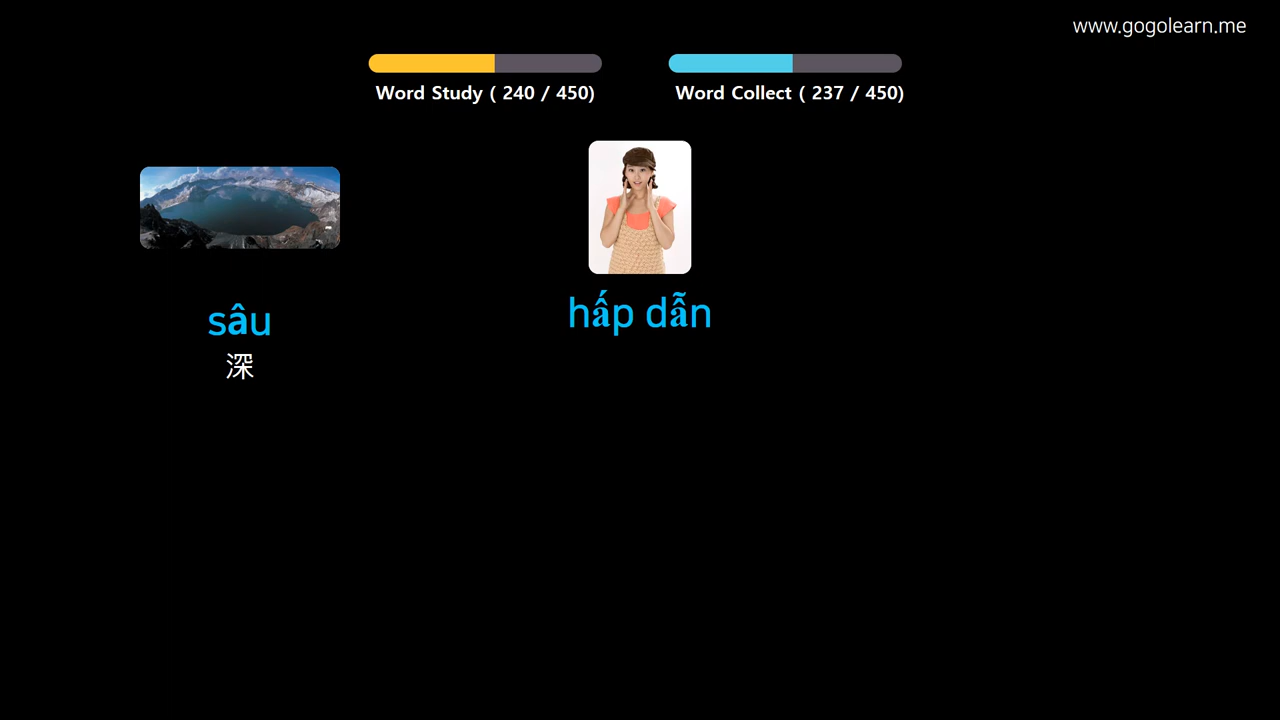 www.gogolearn.me
Word Study ( 240 / 450)
Word Collect ( 237 / 450)
sâu
深
hấp dẫn